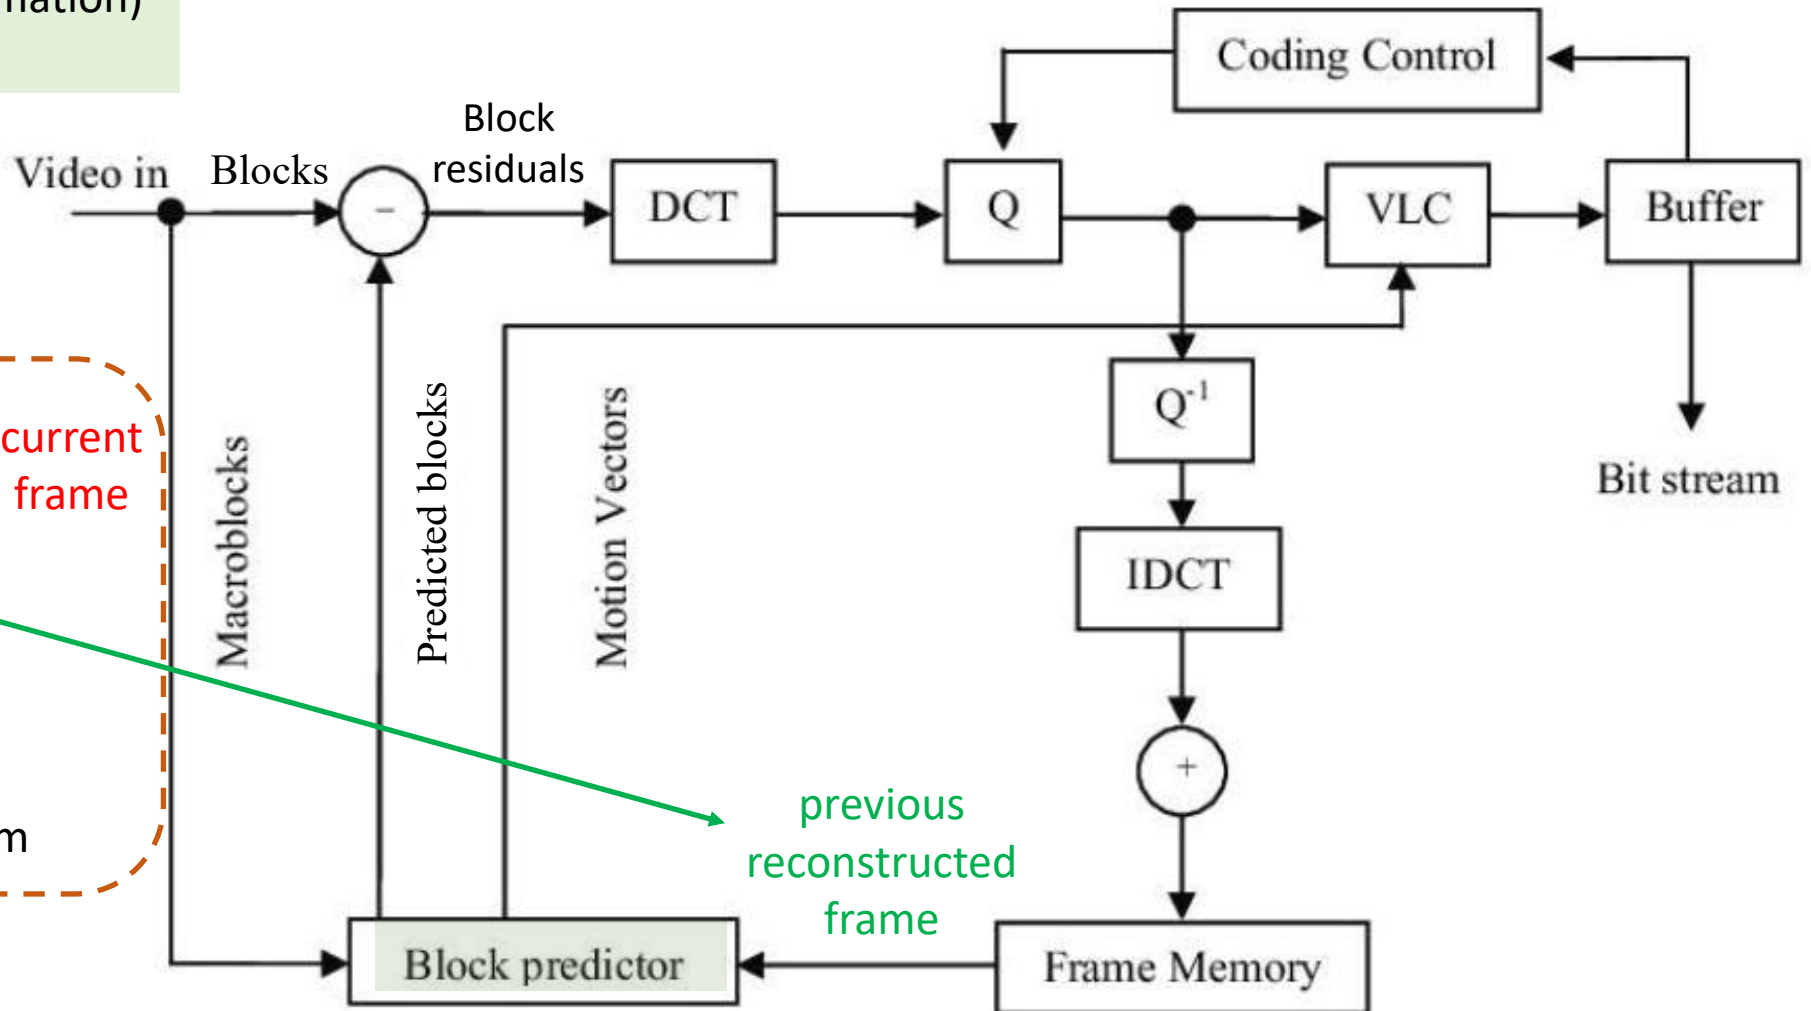 mation)
Coding Control
Block
residuals
Video in
Blocks
−
DCT
Q
VLC
Buffer
Q-1
current
frame
Macroblocks
Predicted blocks
Motion Vectors
Bit stream
IDCT
+
previous
reconstructed
frame
m
Block predictor
Frame Memory